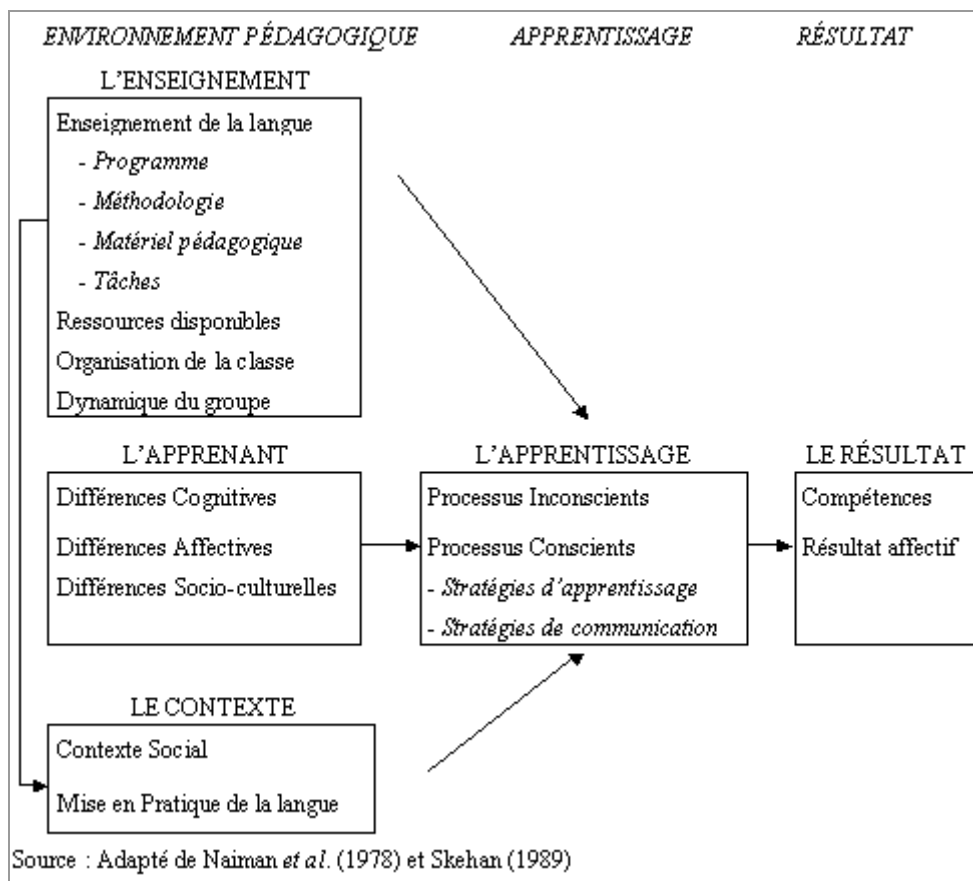 ENVIRONNEMENT PÉDAGOGIQUE APPRENTISSAGE RÉSULTAT
L'ENSEIGNEMENT
Enseignement de la langue
- Programme
- Méthodologie
- Matériel pédagogique
- Tâches
Ressources disponibles
Organisation de la classe
Dynamique du groupe
L'APPRENANT
Différences Cognitives
Différences Affectives
Différences Socio-culturelles
L'APPRENTISSAGE
Processus Inconscients
Processus Conscients
- Stratégies d'apprentissage
- Stratégies de communication
LE RÉSULTAT
Compétences
Résultat affectif
LE CONTEXTE
Contexte Social
Mise en Pratique de la langue
Source : Adapté de Naiman et al. (1978) et Skehan (1989)